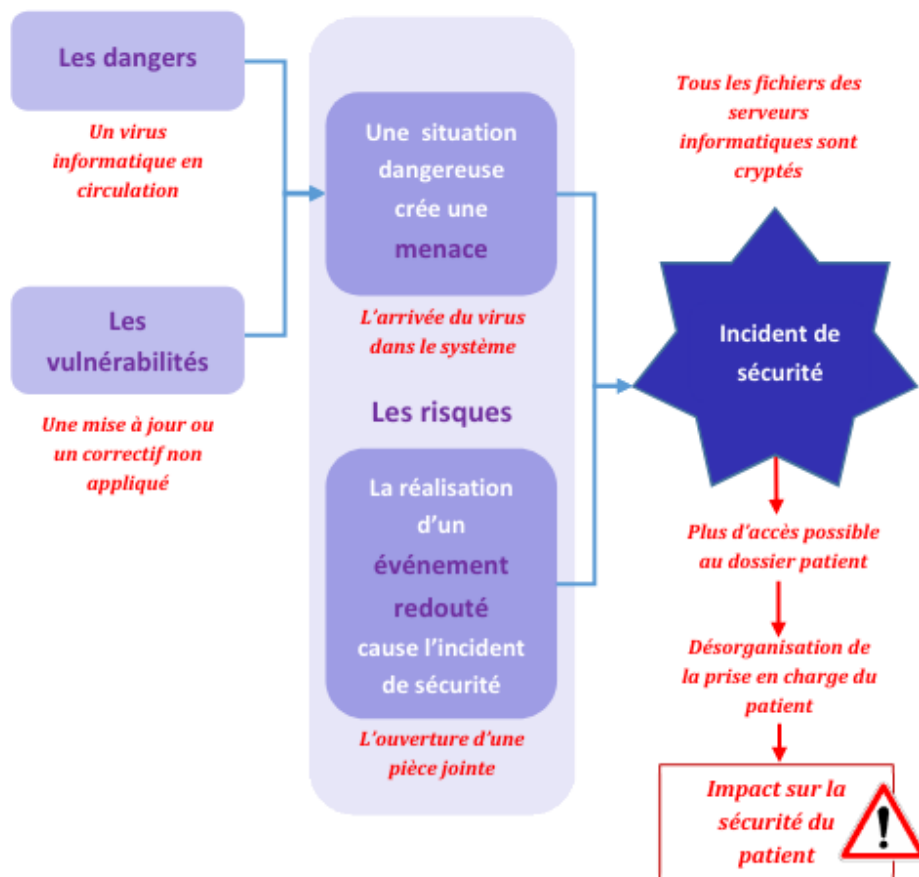 Les dangers
Un virus
informatique en
circulation
Les
vulnérabilités
Une mise à jour ou
un correctif non
appliqué
Une situation
dangereuse
crée une
menace
L'arrivée du virus
dans le système
Les risques
La réalisation
d'un
événement
redouté
cause l'incident
de sécurité
L'ouverture d'une
pièce jointe
Tous les fichiers des
serveurs
informatiques sont
cryptés
Incident de
sécurité
Plus d'accès possible
au dossier patient
Désorganisation de
la prise en charge du
patient
Impact sur la
sécurité du
patient
!